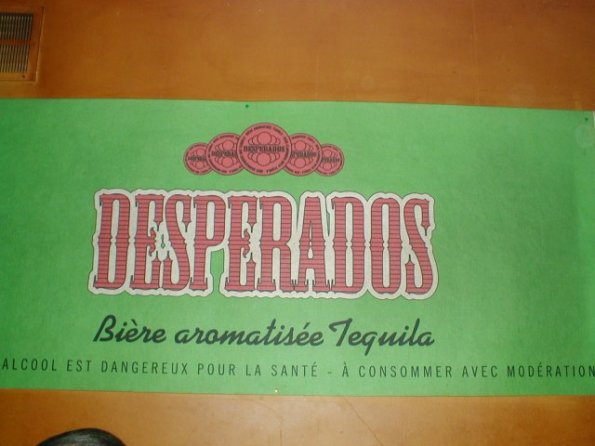 DESPERADOS
DESPERADOS
Bière aromatisée Tequila
ALCOOL EST DANGEREUX POUR LA SANTÉ - À CONSOMMER AVEC MODÉRATION